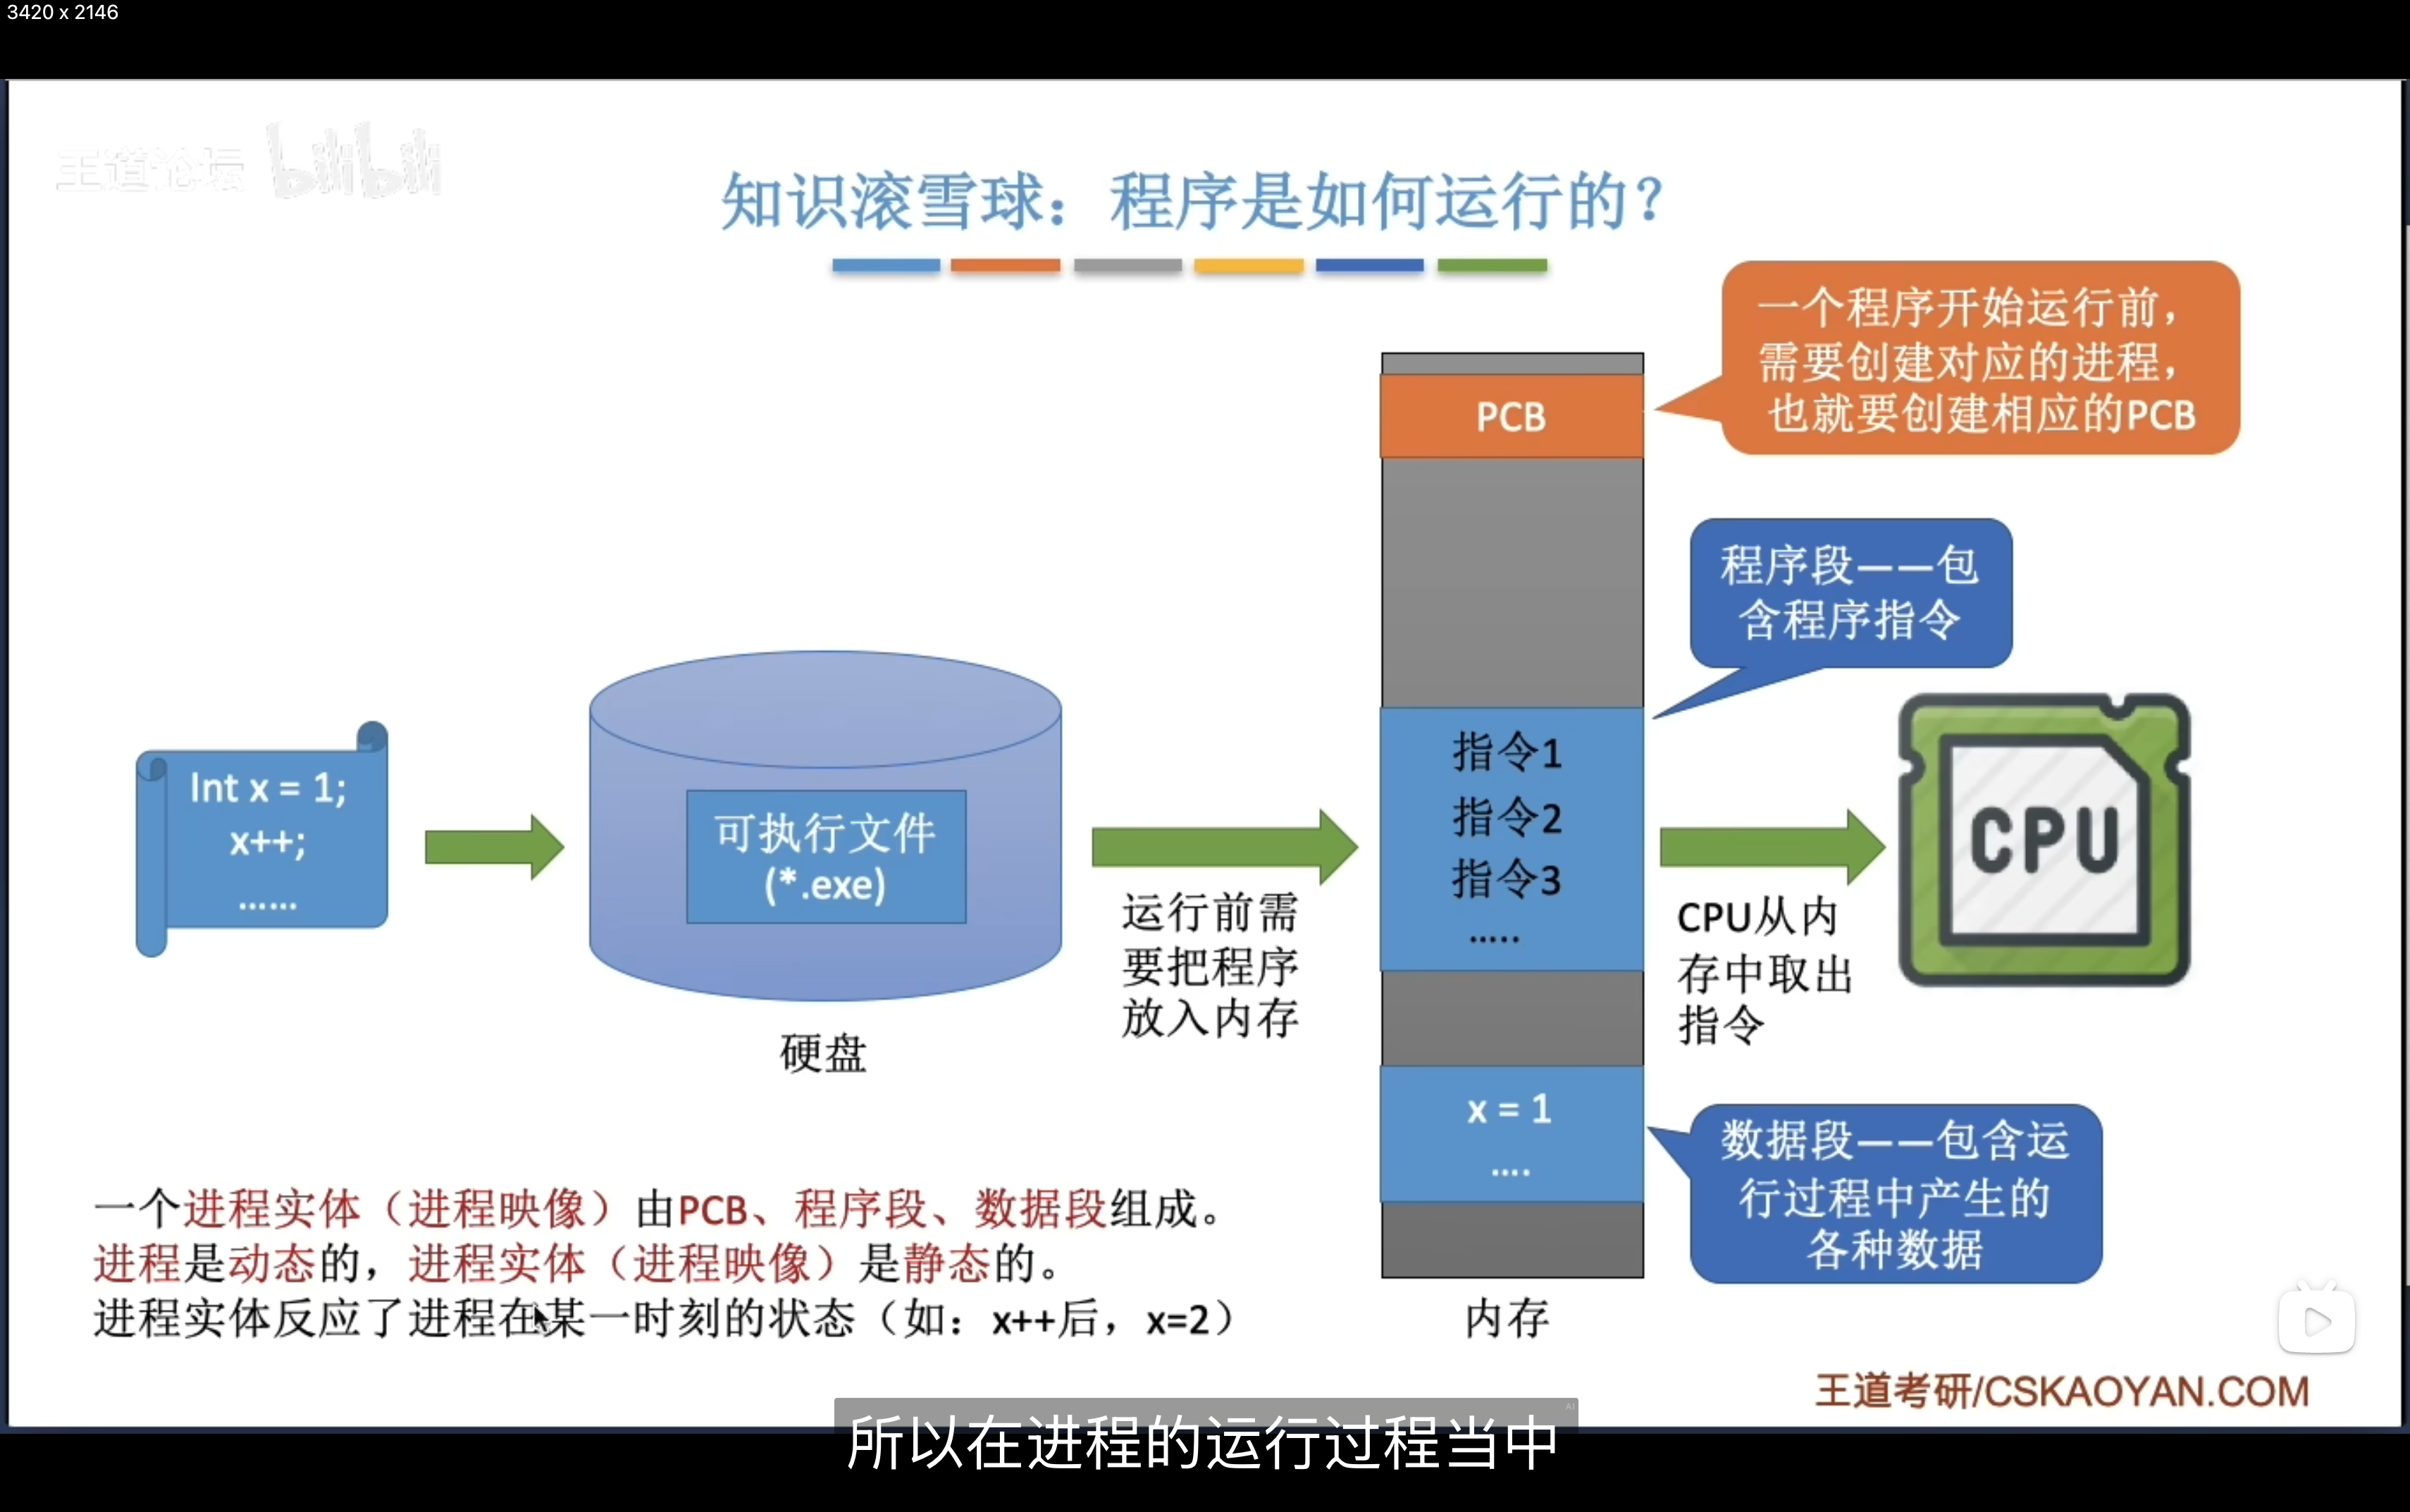 3420 x 2146
王道论坛 bilibili
知识滚雪球：程序是如何运行的？
一个程序开始运行前，
需要创建对应的进程，
也就要创建相应的PCB
PCB
程序段——包
含程序指令
Int x = 1;
x++;
……
可执行文件
(*.exe)
硬盘
运行前需
要把程序
放入内存
指令1
指令2
指令3
.....
CPU从内
存中取出
指令
CPU
x = 1
....
数据段——包含运
行过程中产生的
各种数据
内存
一个进程实体（进程映像）由PCB、程序段、数据段组成。
进程是动态的，进程实体（进程映像）是静态的。
进程实体反应了进程在某一时刻的状态（如：x++后，x=2）
王道考研/CSKAOYAN.COM
AI
所以在进程的运行过程当中